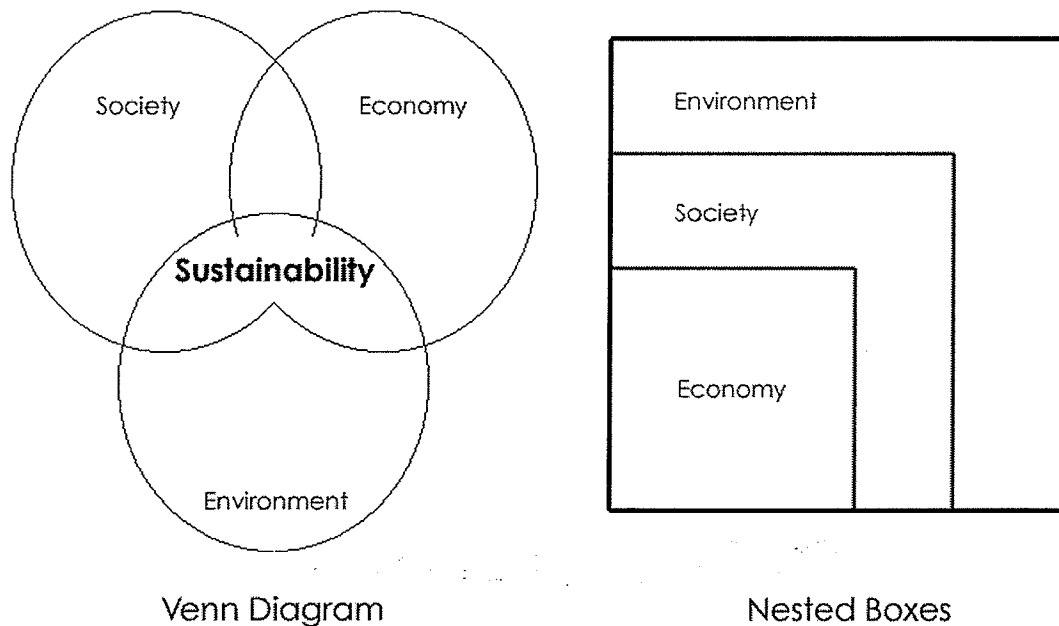 Society
Economy
Sustainability
Environment
Venn Diagram
Environment
Society
Economy
Nested Boxes